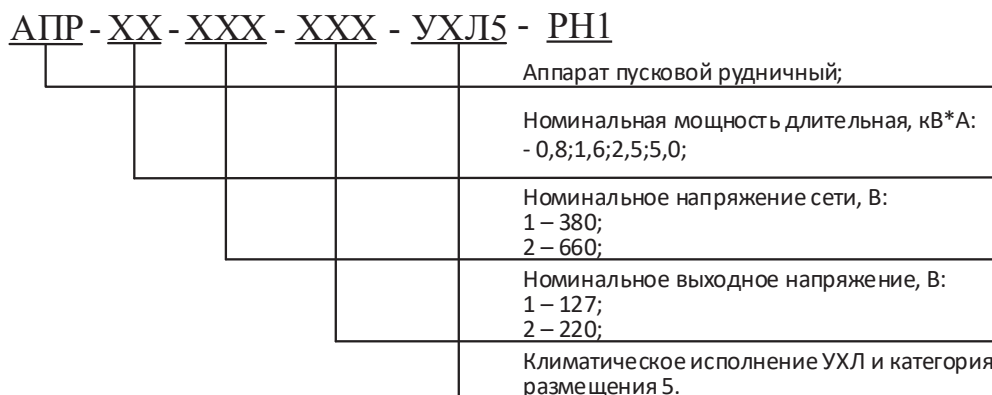 АПР - ХХ - ХХХ - ХХХ - УХЛ5 - РН1
Аппарат пусковой рудничный;
Номинальная мощность длительная, кВ*А:
- 0,8;1,6;2,5;5,0;
Номинальное напряжение сети, В:
1 – 380;
2 – 660;
Номинальное выходное напряжение, В:
1 – 127;
2 – 220;
Климатическое исполнение УХЛ и категория
размещения 5.